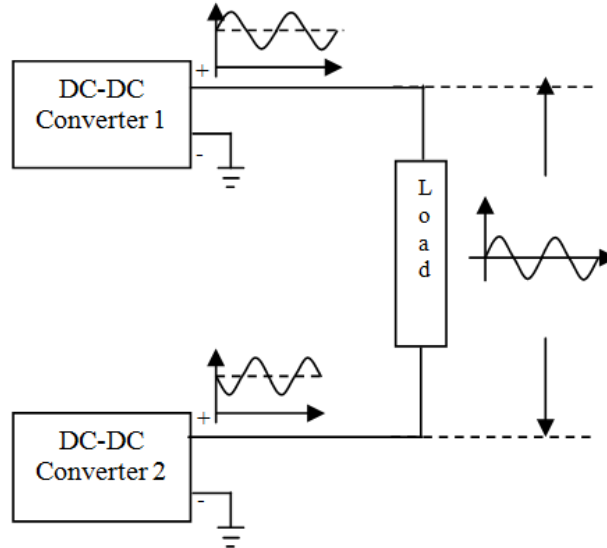 +
DC-DC
Converter 1
-
L
o
a
d
+
DC-DC
Converter 2
-